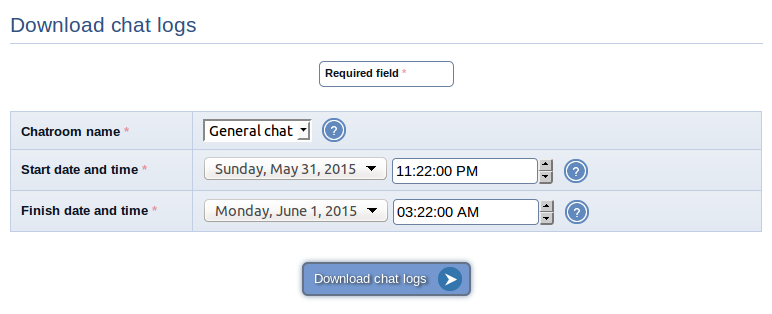 Download chat logs
Required field *
Chatroom name * General chat ?
Start date and time * Sunday, May 31, 2015 11:22:00 PM ?
Finish date and time * Monday, June 1, 2015 03:22:00 AM ?
Download chat logs